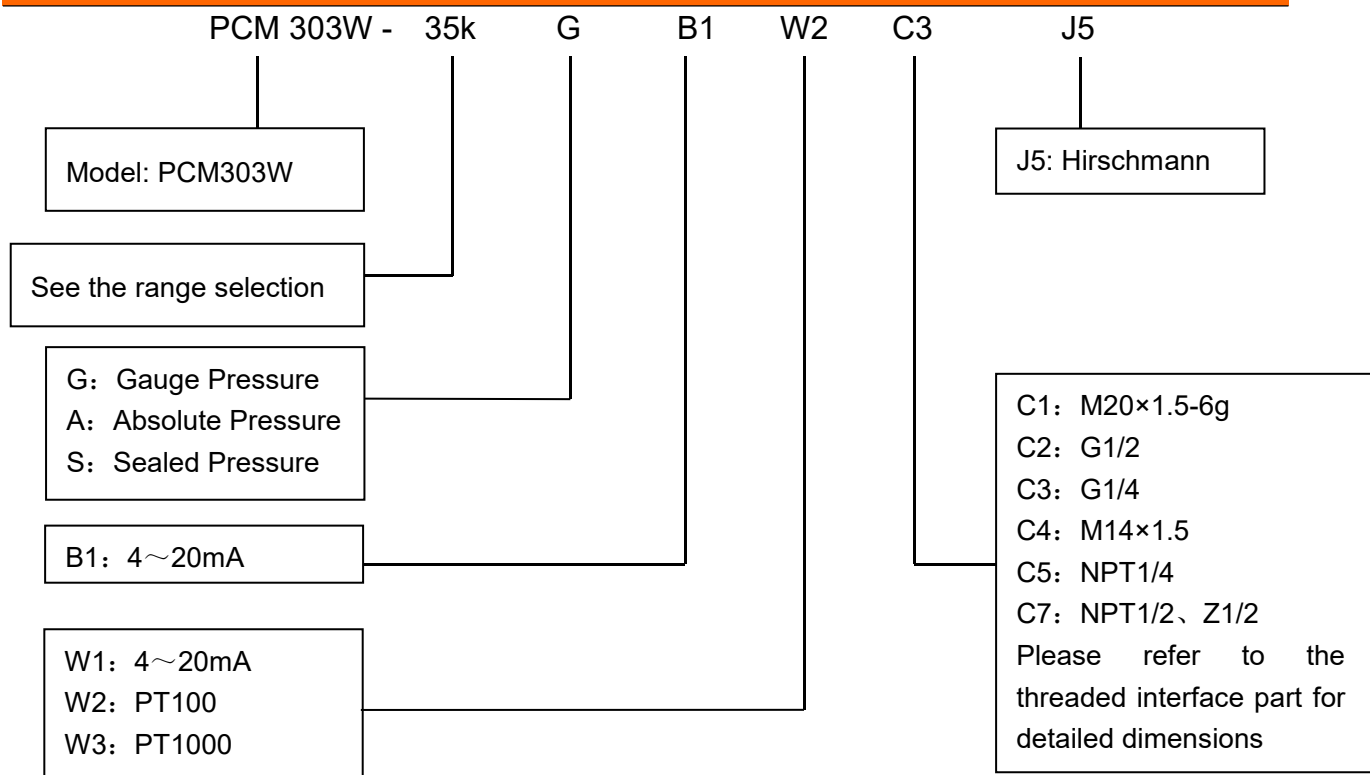 PCM 303W - 35k G B1 W2 C3 J5
Model: PCM303W
J5: Hirschmann
See the range selection
G：Gauge Pressure
A：Absolute Pressure
S：Sealed Pressure
B1：4～20mA
W1：4～20mA
W2：PT100
W3：PT1000
C1：M20×1.5-6g
C2：G1/2
C3：G1/4
C4：M14×1.5
C5：NPT1/4
C7：NPT1/2、Z1/2
Please refer to the
threaded interface part for
detailed dimensions